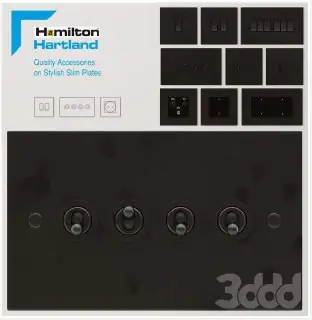 Hamilton
Hartland
Quality Accessories
on Stylish Slim Plates
3ddd